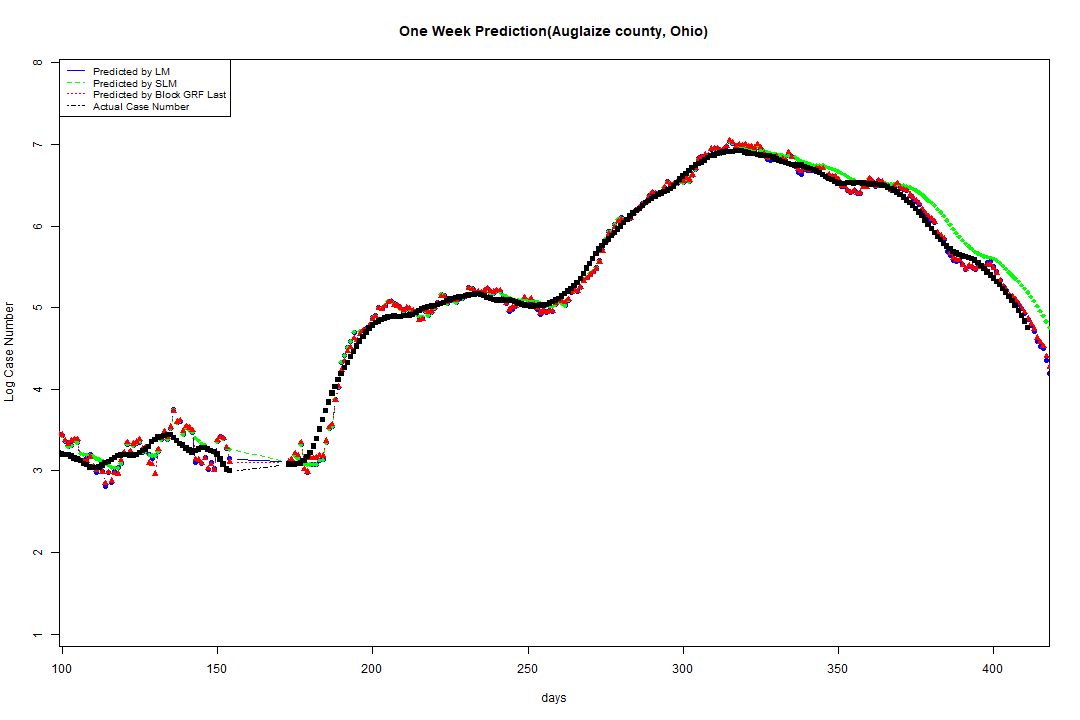 One Week Prediction(Auglaize county, Ohio)
Predicted by LM
Predicted by SLM
Predicted by Block GRF Last
Actual Case Number
8
7
6
5
4
3
2
1
Log Case Number
100 150 200 250 300 350 400
days